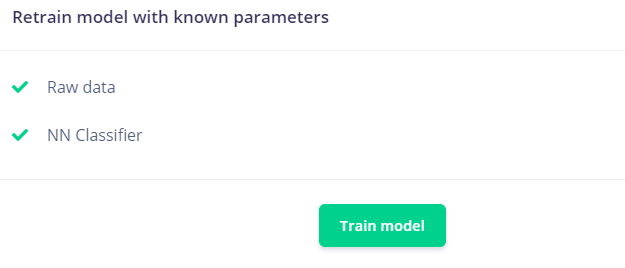 Retrain model with known parameters
Raw data
NN Classifier
Train model